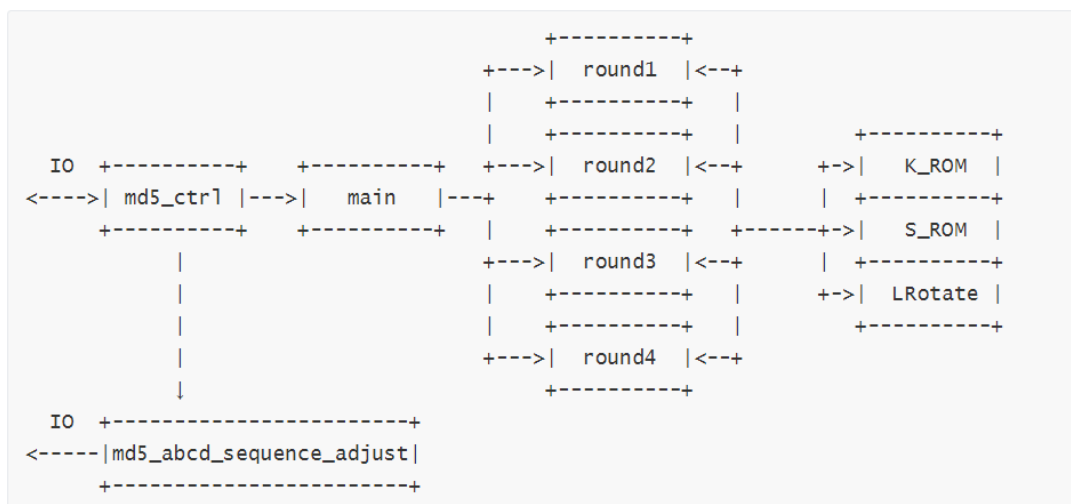 +----------+
                                    +--->|  round1  |<--+
                                    |    +----------+   |
                                    |    +----------+   |         +----------+
  IO  +----------+    +----------+  +--->|  round2  |<--+     +->|   K_ROM  |
<---->| md5_ctrl |--->|   main   |---+    +----------+   |      |  +----------+
      +----------+    +----------+   |    +----------+   +------+->|   S_ROM  |
            |                       +--->|  round3  |<--+      |  +----------+
            |                       |    +----------+   |     +->|  LRotate |
            |                       |    +----------+   |         +----------+
            |                       +--->|  round4  |<--+
            ↓                            +----------+
  IO  +------------------------+
<-----|md5_abcd_sequence_adjust|
      +------------------------+